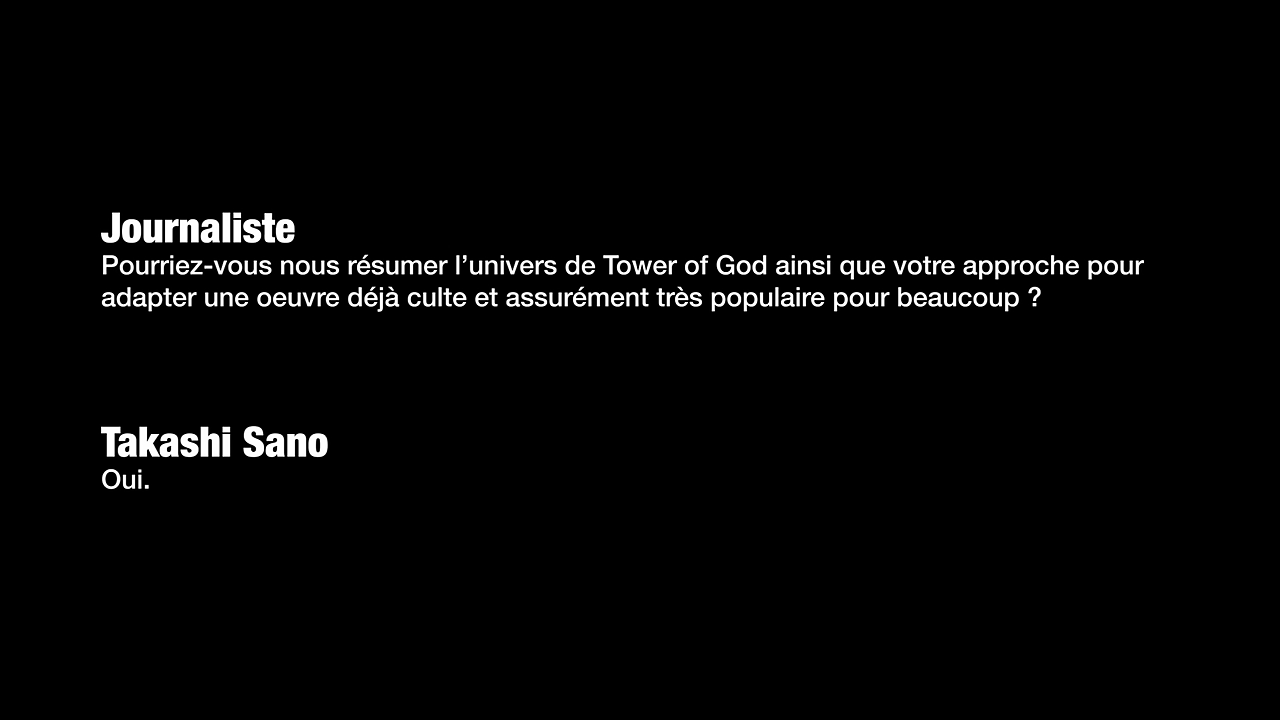 Journaliste
Pourriez-vous nous résumer l’univers de Tower of God ainsi que votre approche pour
adapter une oeuvre déjà culte et assurément très populaire pour beaucoup ?
Takashi Sano
Oui.